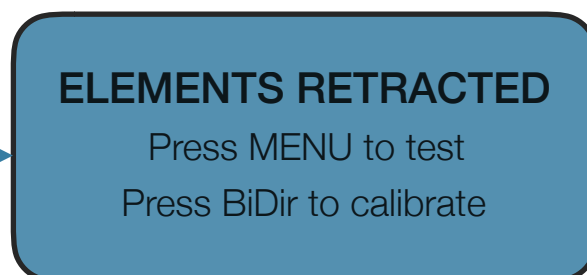 ELEMENTS RETRACTED
Press MENU to test
Press BiDir to calibrate